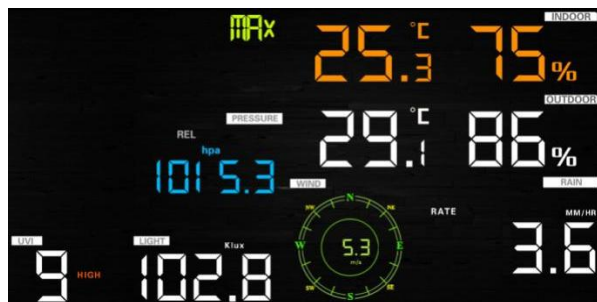 INDOOR
MAX 25.3 °C 75 %
OUTDOOR
29.1 °C 86 %
PRESSURE
REL
hpa
1015.3
RAIN
RATE MM/HR
3.6
WIND
N
NW NE
W 5.3 E
m/s
SW SE
S
UVI
9 HIGH
LIGHT
Klux
102.8